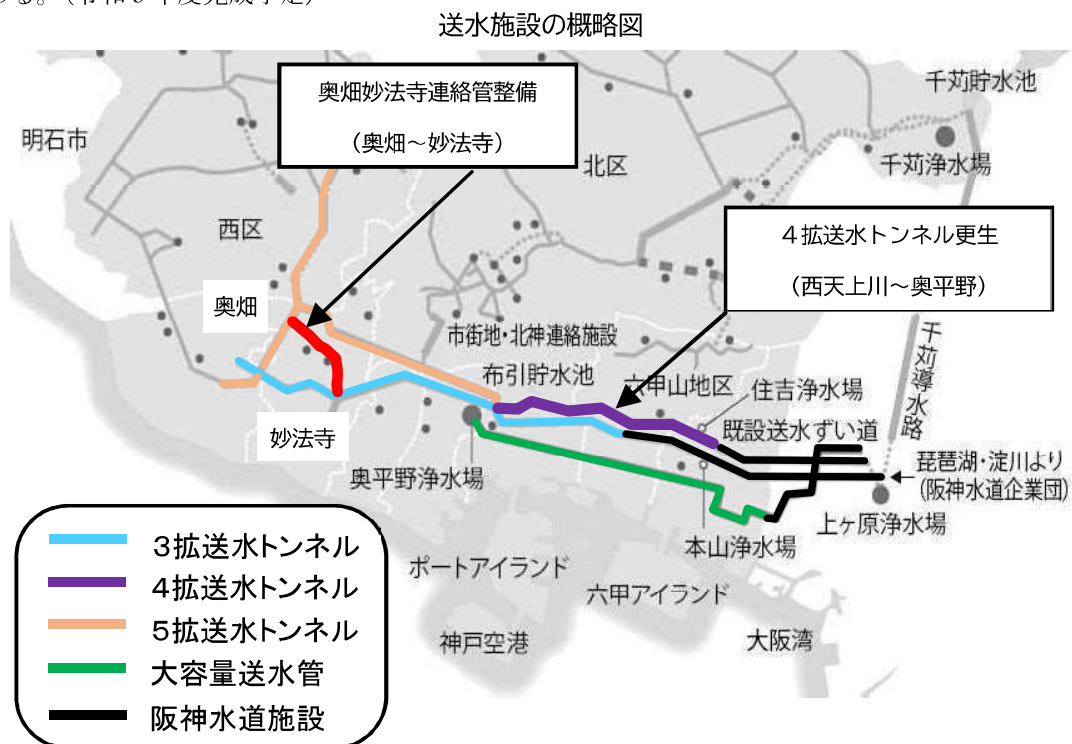 送水施設の概略図
奥畑妙法寺連絡管整備
（奥畑～妙法寺）
千苅貯水池
明石市
北区
千苅浄水場
西区
４拡送水トンネル更生
（西天上川～奥平野）
奥畑
千苅導水路
市街地・北神連絡施設
布引貯水池
六甲山地区
住吉浄水場
妙法寺
既設送水ずい道
琵琶湖・淀川より
(阪神水道企業団)
奥平野浄水場
上ヶ原浄水場
本山浄水場
３拡送水トンネル
４拡送水トンネル
５拡送水トンネル
大容量送水管
阪神水道施設
ポートアイランド
六甲アイランド
神戸空港
大阪湾